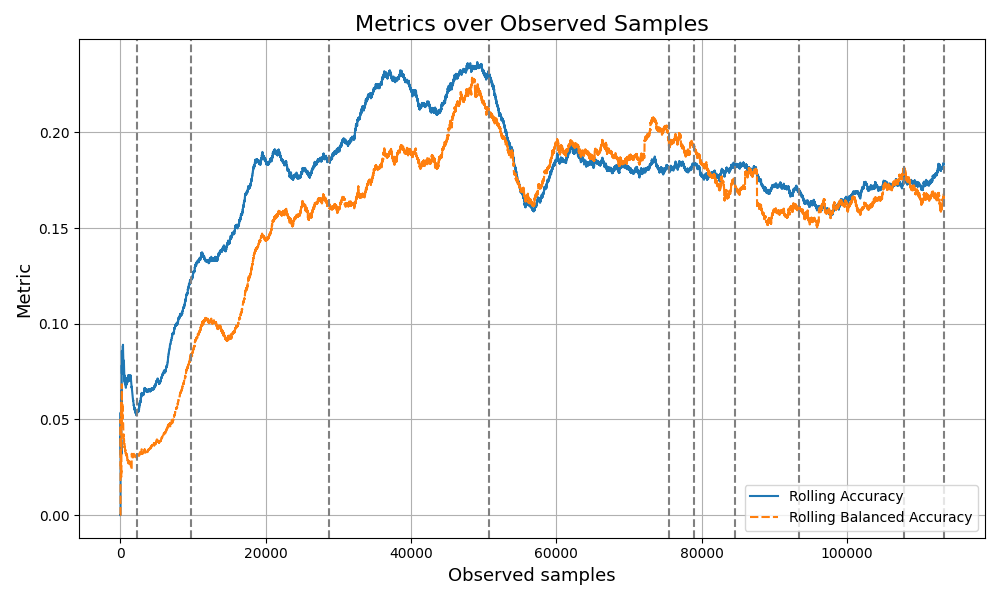 Metrics over Observed Samples
Metric
0.20
0.15
0.10
0.05
0.00
0
20000
40000
60000
80000
100000
Observed samples
Rolling Accuracy
Rolling Balanced Accuracy